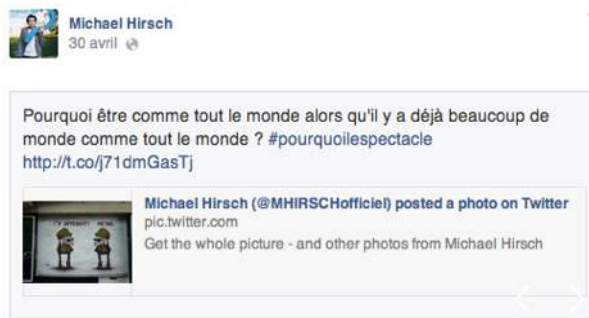 Michael Hirsch
30 avril
Pourquoi être comme tout le monde alors qu'il y a déjà beaucoup de
monde comme tout le monde ? #pourquoilespectacle
http://t.co/j71dmGasTj
Michael Hirsch (@MHIRSCHofficiel) posted a photo on Twitter
pic.twitter.com
Get the whole picture - and other photos from Michael Hirsch